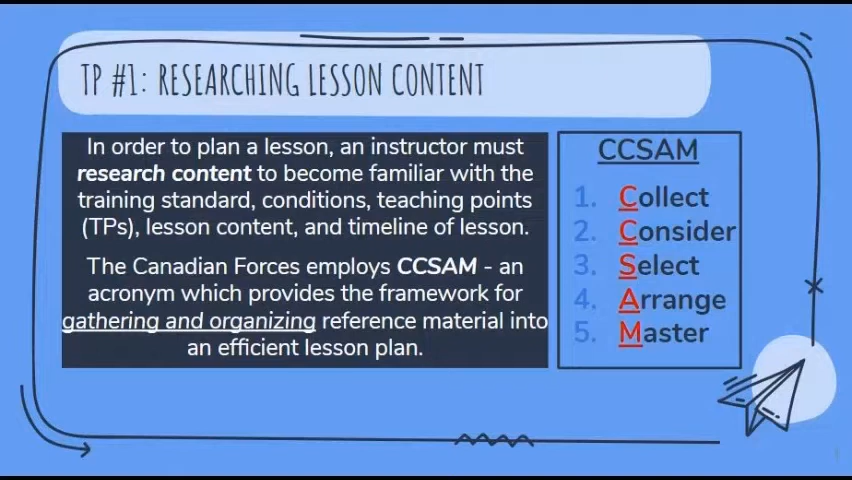 TP #1: RESEARCHING LESSON CONTENT
In order to plan a lesson, an instructor must
research content to become familiar with the
training standard, conditions, teaching points
(TPs), lesson content, and timeline of lesson.
The Canadian Forces employs CCSAM - an
acronym which provides the framework for
gathering and organizing reference material into
an efficient lesson plan.
CCSAM
1. Collect
2. Consider
3. Select
4. Arrange
5. Master